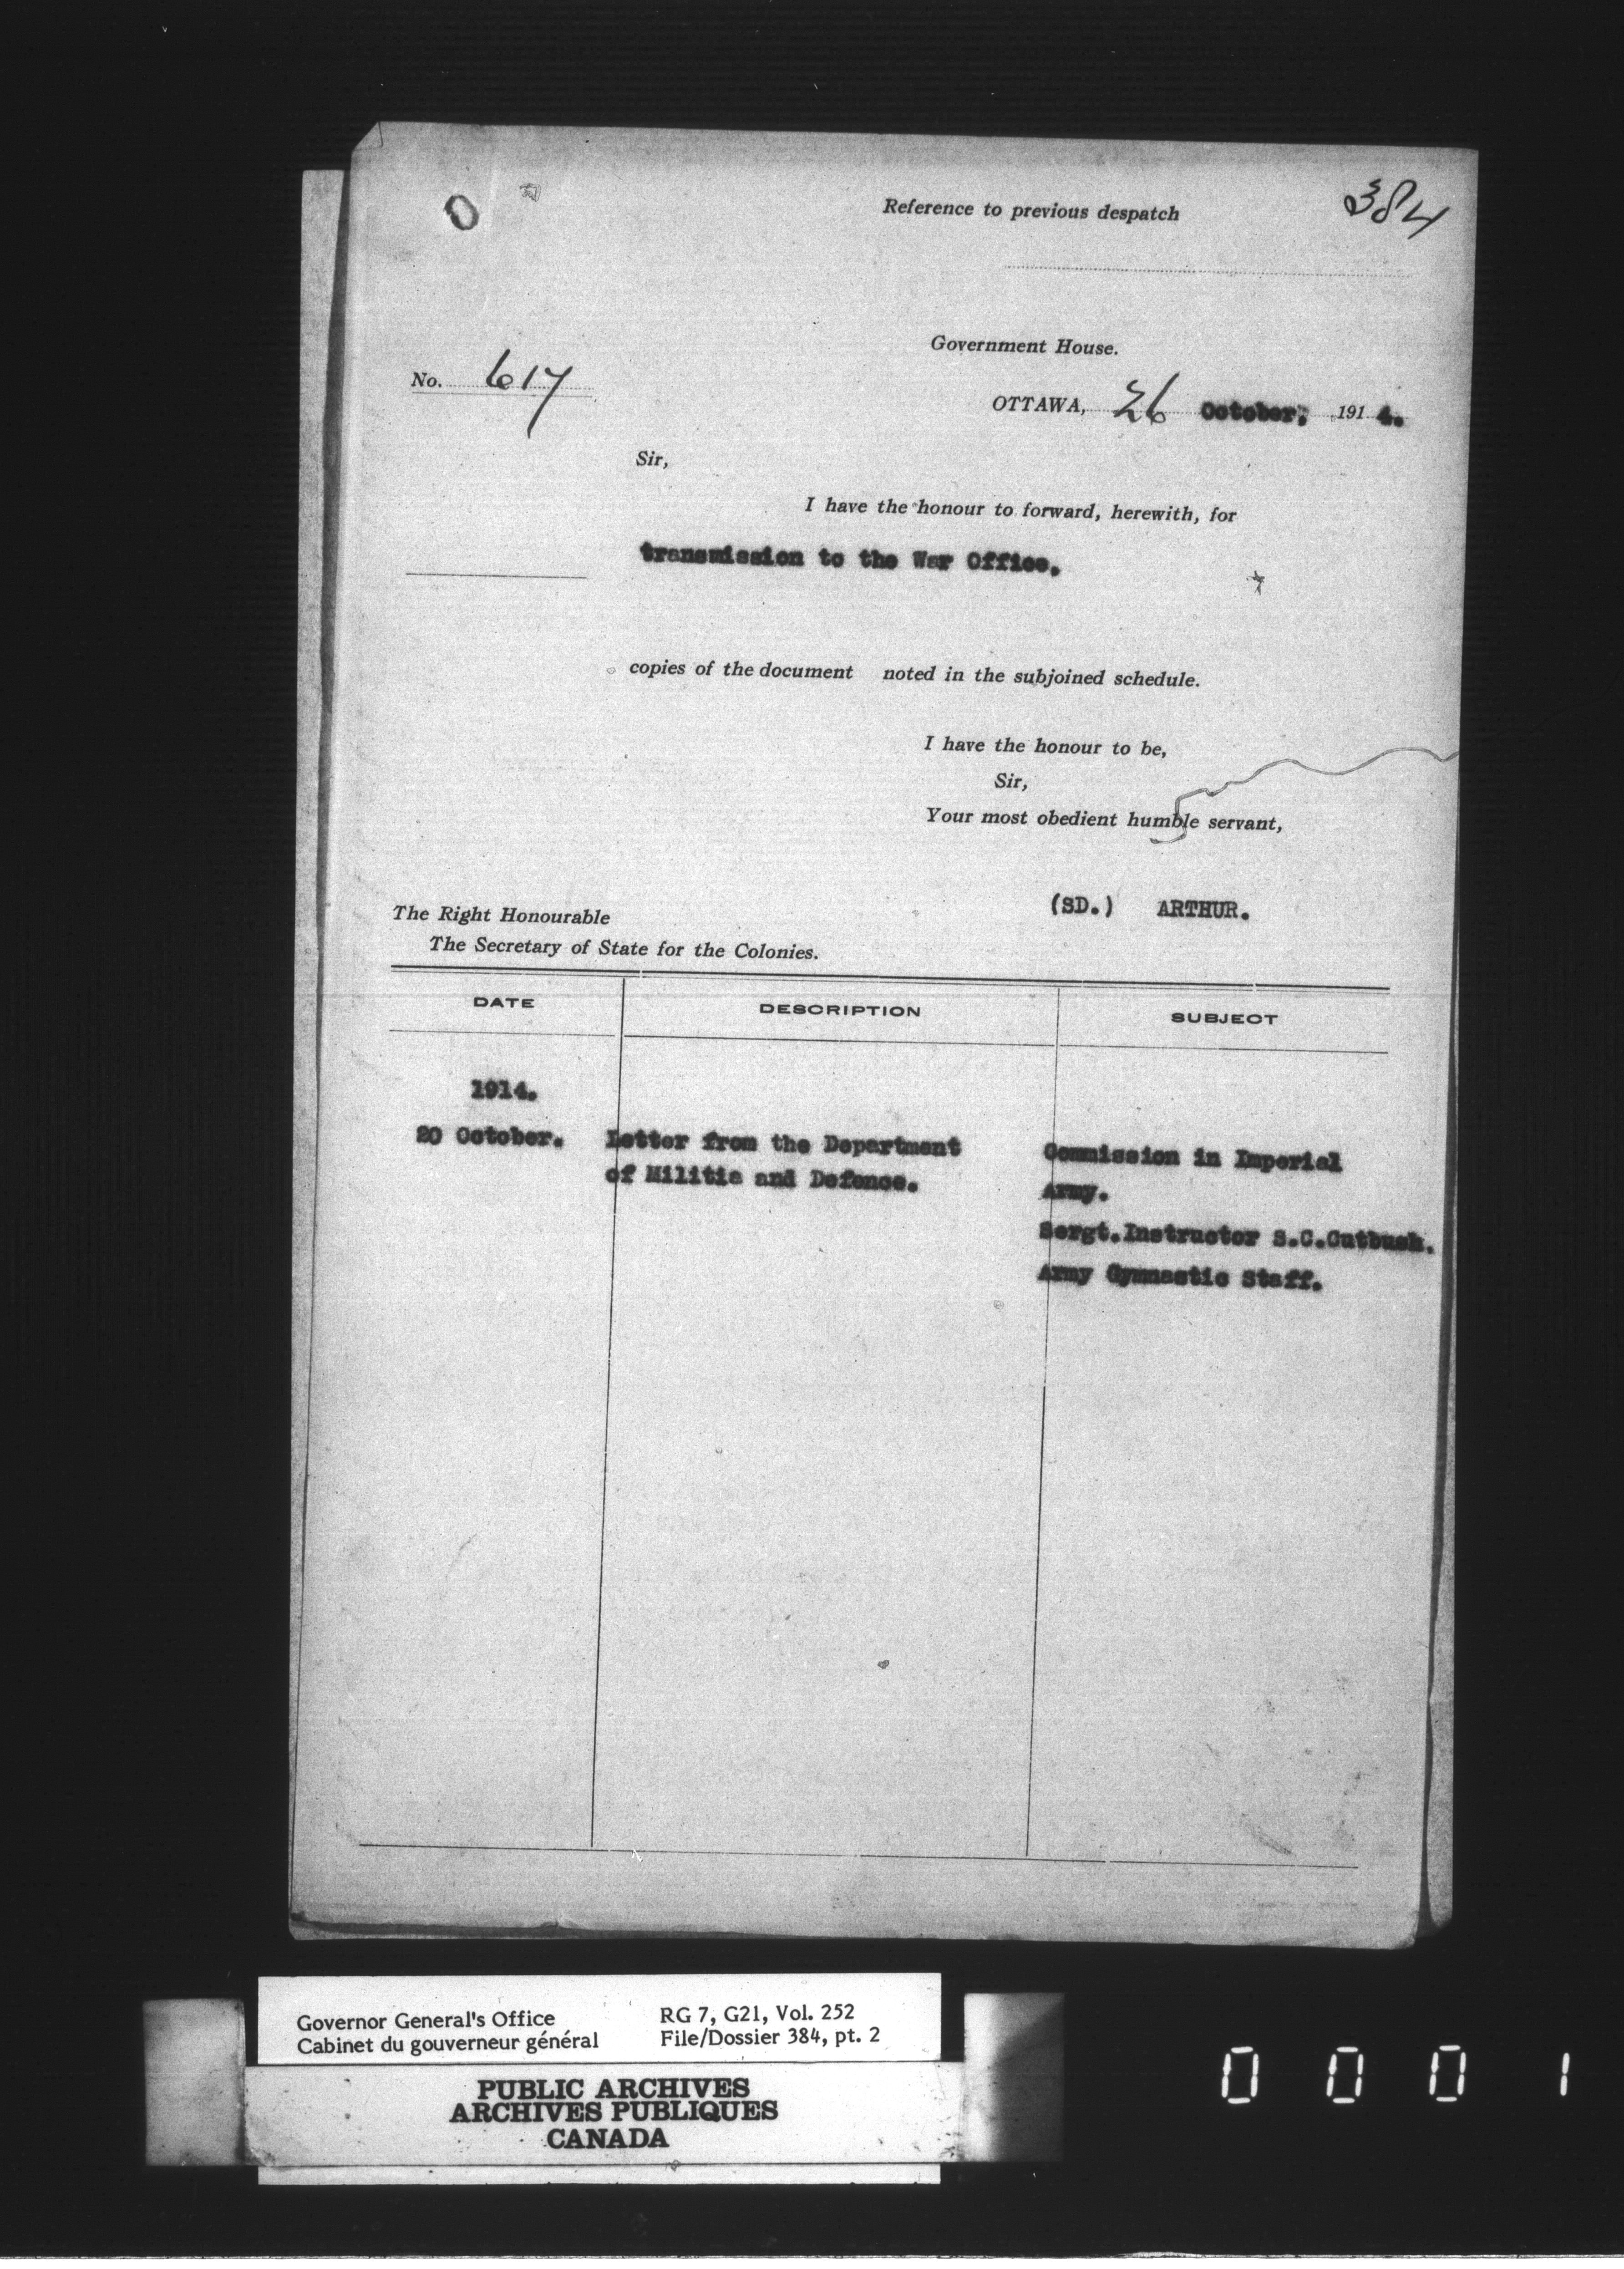 0
Reference to previous despatch
384
Government House.
No. 617
OTTAWA, 26 October, 1914.
Sir,
I have the honour to forward, herewith, for
transmission to the War Office.
copies of the document noted in the subjoined schedule.
I have the honour to be,
Sir,
Your most obedient humble servant,
(SD.) ARTHUR.
The Right Honourable
The Secretary of State for the Colonies.
DATE DESCRIPTION SUBJECT
1914.
20 October. Letter from the Department
of Militia and Defence.
Commission in Imperial
Army.
Sergt.Instructor S.C.Cutbush.
Army Gymnastic Staff.
Governor General's Office
Cabinet du gouverneur général
RG 7, G21, Vol. 252
File/Dossier 384, pt. 2
PUBLIC ARCHIVES
ARCHIVES PUBLIQUES
CANADA
0001